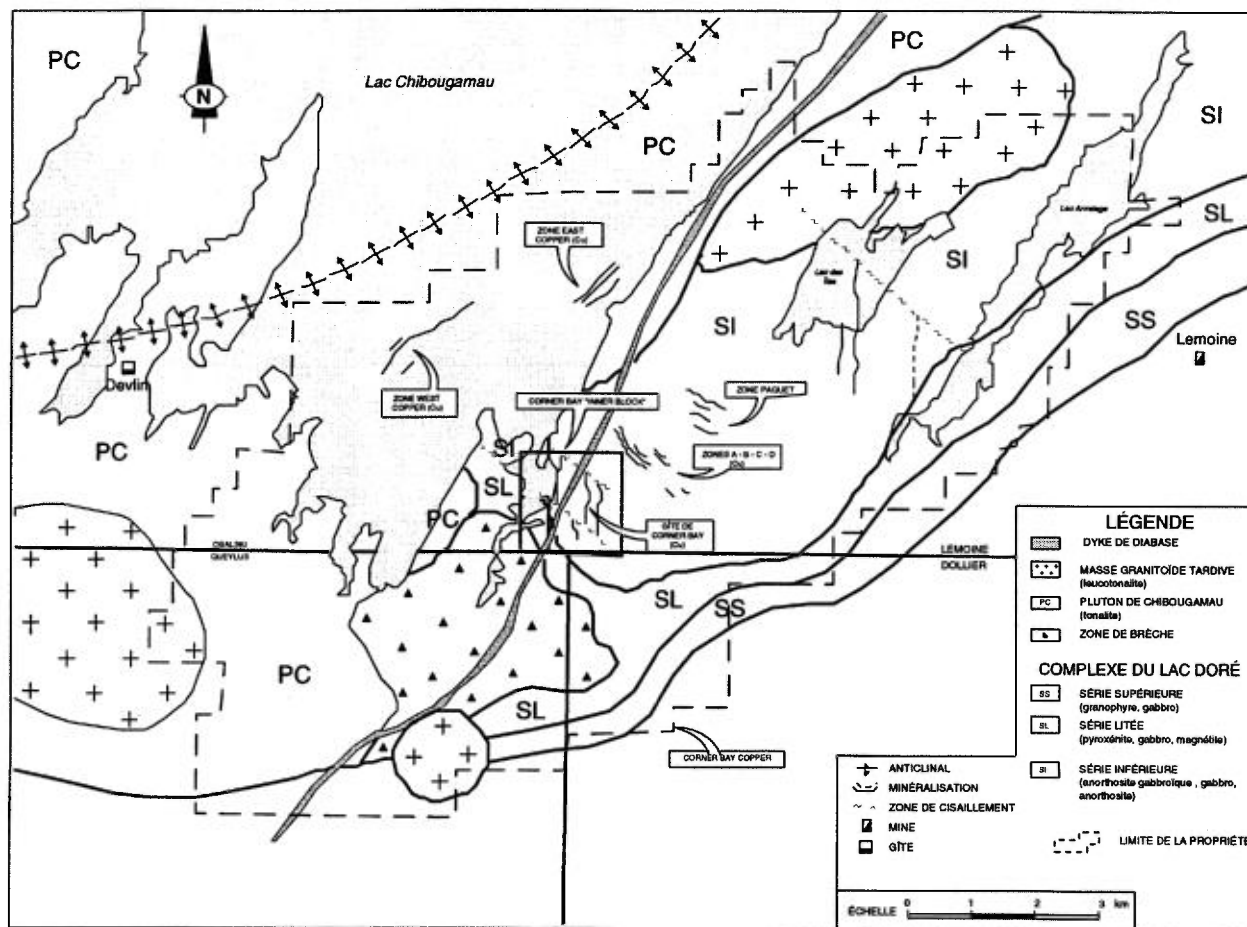 PC
N
Lac Chibougamau
PC
PC
SI
ZONE EAST
COPPER (Cu)
Lac Armitage
SL
Lac des
SI
SI
SS
Lemoine
Devlin
ZONE WEST
COPPER (Cu)
CORNER BAY "INNER BLOCK"
ZONE PAQUET
PC
SI
ZONES A - B - C - D
(Cu)
SL
PC
GÎTE DE
CORNER BAY
(Cu)
QUEYLUS
LEMOINE
DOLLIER
SL
SS
PC
SL
CORNER BAY COPPER
LÉGENDE
DYKE DE DIABASE
MASSE GRANITOÏDE TARDIVE
(leucotonalite)
PC PLUTON DE CHIBOUGAMAU
(tonalite)
ZONE DE BRÈCHE
COMPLEXE DU LAC DORÉ
SS SÉRIE SUPÉRIEURE
(granophyre, gabbro)
SL SÉRIE LITÉE
(pyroxénite, gabbro, magnétite)
SI SÉRIE INFÉRIEURE
(anorthosite gabbroïque , gabbro,
anorthosite)
LIMITE DE LA PROPRIÉTÉ
ANTICLINAL
MINÉRALISATION
ZONE DE CISAILLEMENT
MINE
GÎTE
ÉCHELLE 0 1 2 3 km